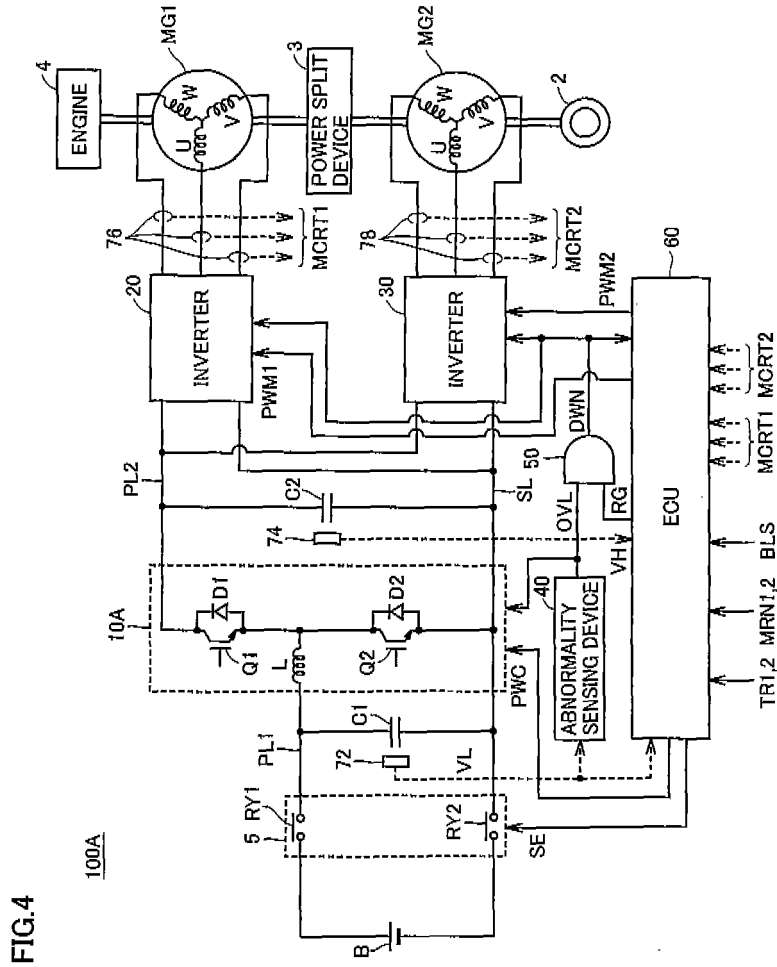 FIG.4
100A
4
ENGINE
MG1
W
U
V
3
POWER SPLIT
DEVICE
MG2
W
U
V
2
76
MCRT1
78
MCRT2
20
INVERTER
30
INVERTER
PWM1
PWM2
60
PL2
C2
74
SL
DWN
50
OVL
RG
VH
10A
D1
Q1
L
D2
Q2
PWC
40
ABNORMALITY
SENSING DEVICE
ECU
PL1
C1
72
VL
5
RY1
RY2
SE
B
TR1,2
MRN1,2
BLS
MCRT1
MCRT2